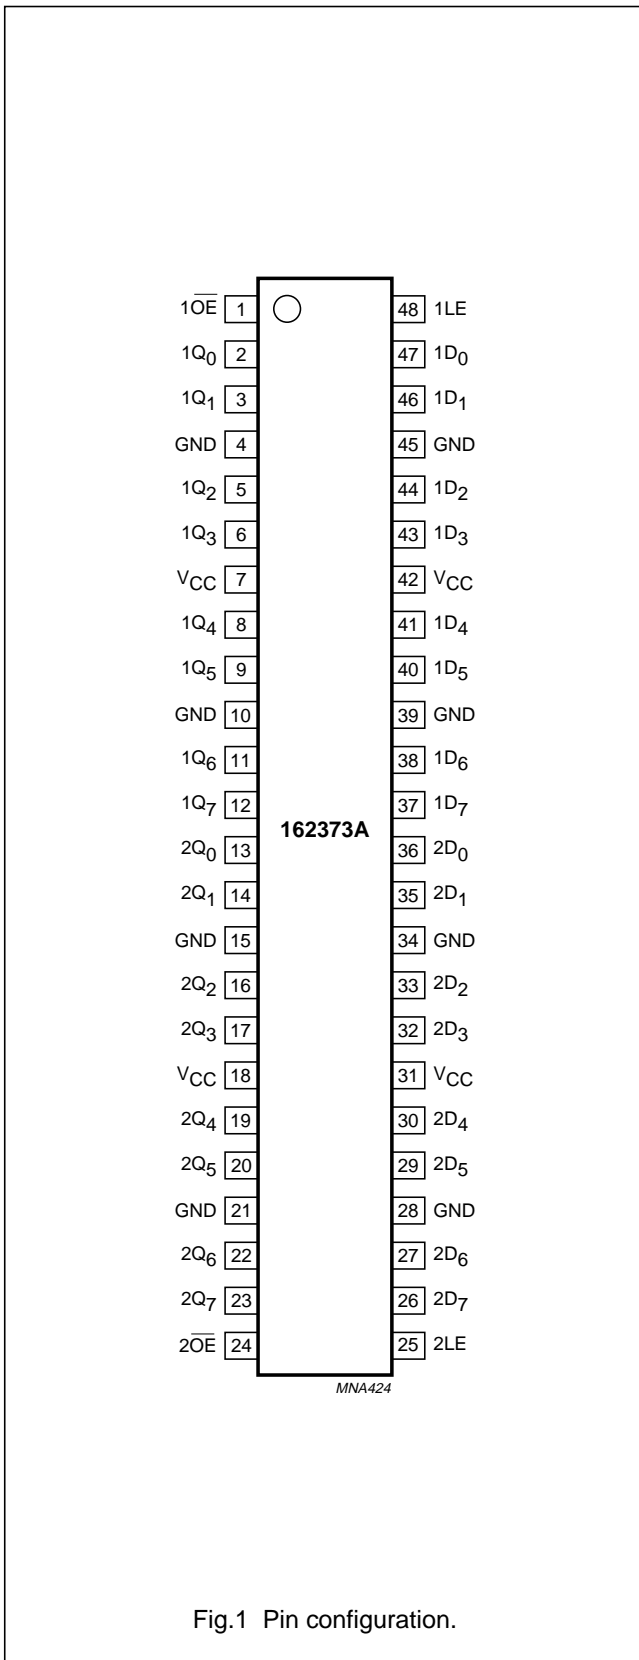 1O̅E̅ 1 48 1LE
1Q0 2 47 1D0
1Q1 3 46 1D1
GND 4 45 GND
1Q2 5 44 1D2
1Q3 6 43 1D3
VCC 7 42 VCC
1Q4 8 41 1D4
1Q5 9 40 1D5
GND 10 39 GND
1Q6 11 38 1D6
1Q7 12 37 1D7
162373A
2Q0 13 36 2D0
2Q1 14 35 2D1
GND 15 34 GND
2Q2 16 33 2D2
2Q3 17 32 2D3
VCC 18 31 VCC
2Q4 19 30 2D4
2Q5 20 29 2D5
GND 21 28 GND
2Q6 22 27 2D6
2Q7 23 26 2D7
2O̅E̅ 24 25 2LE
MNA424
Fig.1 Pin configuration.